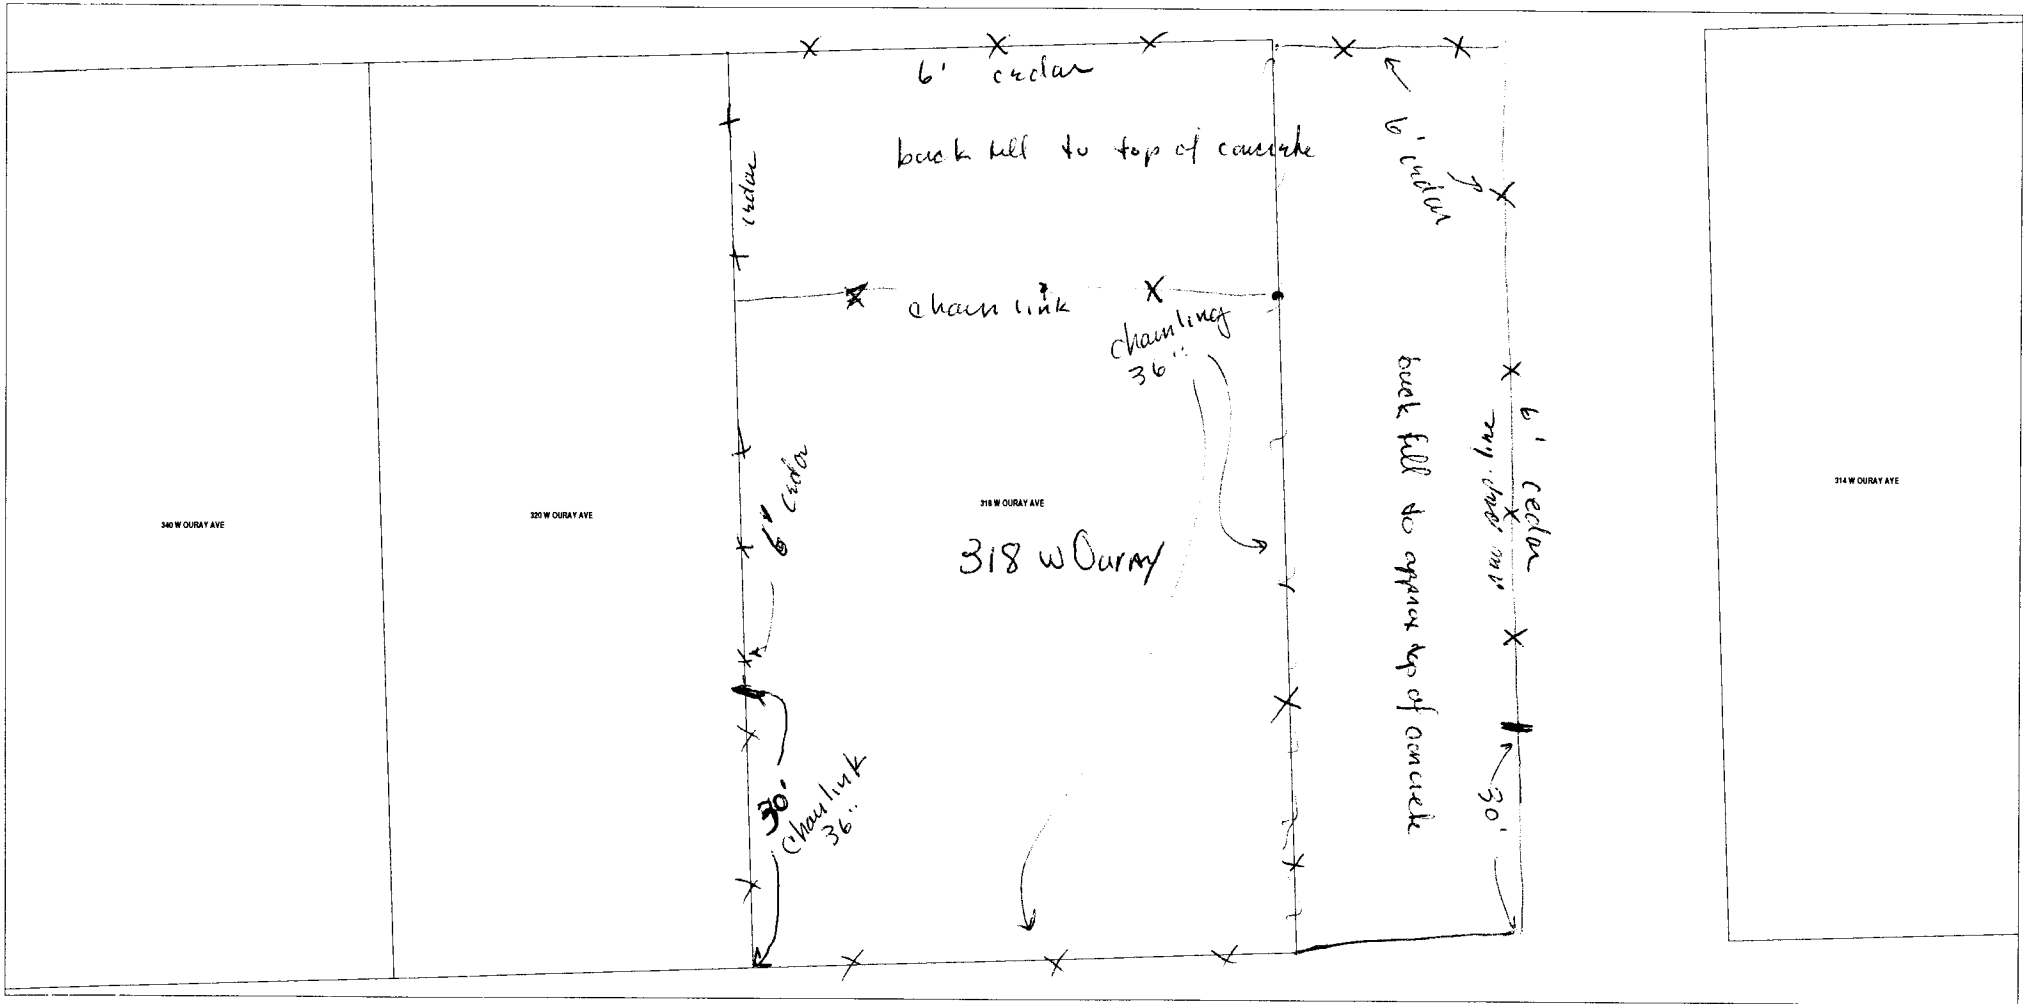 6' cedar
6' cedar
back fill to top of concrete
cedar
chain link
chainling
36"
6' cedar
back fill to approx top of concrete
6' cedar
340 W OURAY AVE
320 W OURAY AVE
318 W OURAY AVE
314 W OURAY AVE
318 W Ouray
30'
chainlink
36"
30'